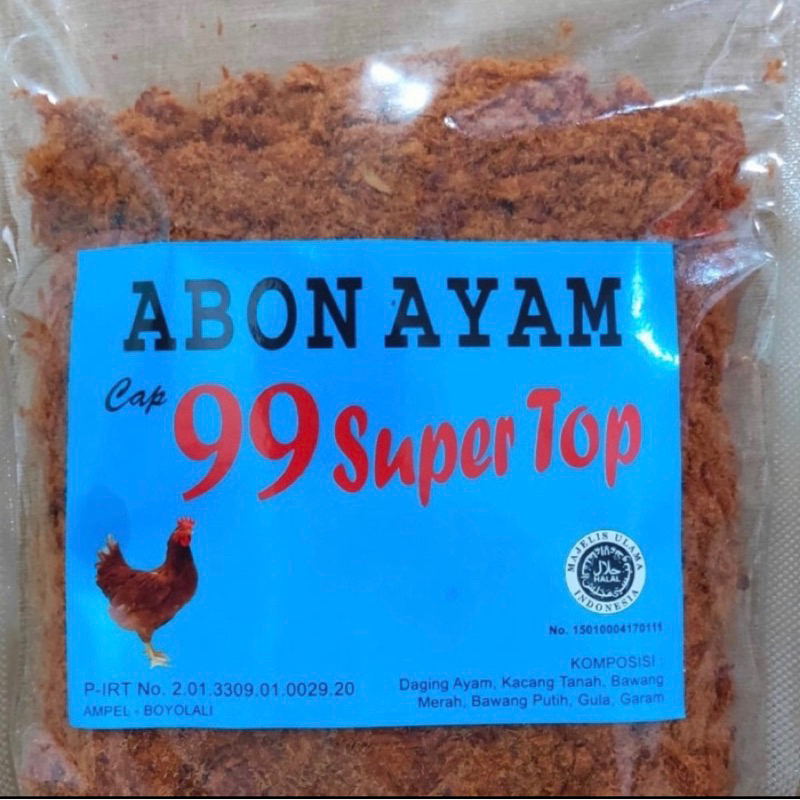 ABON AYAM
Cap 99 Super Top
MAJELIS ULAMA
حلال
HALAL
INDONESIA
No. 15010004170111
KOMPOSISI :
Daging Ayam, Kacang Tanah, Bawang
Merah, Bawang Putih, Gula, Garam
P-IRT No. 2.01.3309.01.0029.20
AMPEL - BOYOLALI